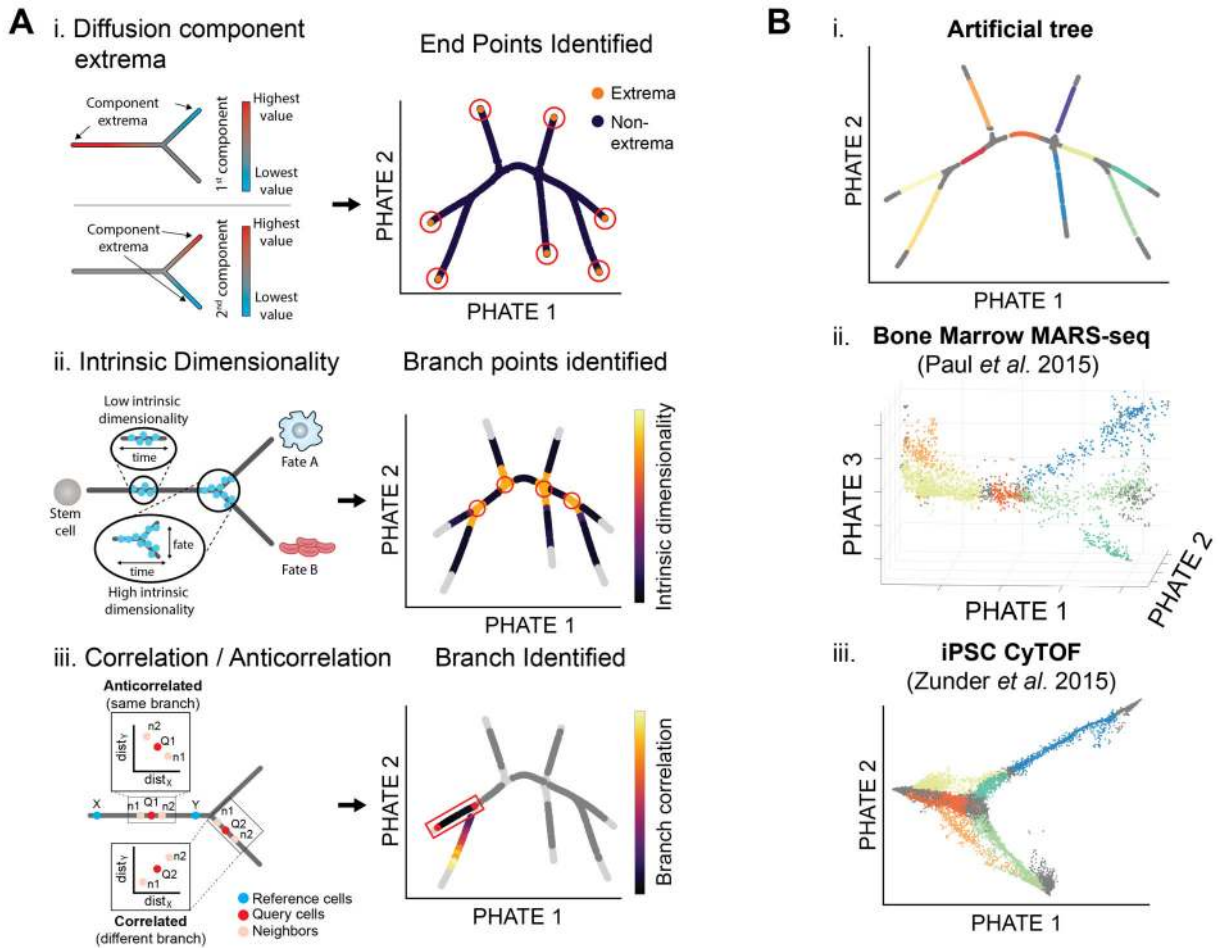 A
i. Diffusion component
extrema
Component
extrema
1st component
Highest
value
Lowest
value
Component
extrema
2nd component
Highest
value
Lowest
value
End Points Identified
Extrema
Non-
extrema
PHATE 2
PHATE 1
ii. Intrinsic Dimensionality
Low intrinsic
dimensionality
time
Stem
cell
fate
time
High intrinsic
dimensionality
Fate A
Fate B
Branch points identified
PHATE 2
PHATE 1
Intrinsic dimensionality
iii. Correlation / Anticorrelation
Anticorrelated
(same branch)
n2
Q1
n1
distY
distX
X
n1
Q1
n2
Y
n1
Q2
n2
n2
Q2
n1
distY
distX
Correlated
(different branch)
Reference cells
Query cells
Neighbors
Branch Identified
PHATE 2
PHATE 1
Branch correlation
B
i.
Artificial tree
PHATE 2
PHATE 1
ii.
Bone Marrow MARS-seq
(Paul et al. 2015)
PHATE 3
PHATE 1
PHATE 2
iii.
iPSC CyTOF
(Zunder et al. 2015)
PHATE 2
PHATE 1